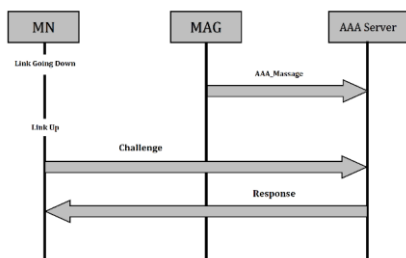 MN
MAG
AAA Server
Link Going Down
AAA_Massage
Link Up
Challenge
Response